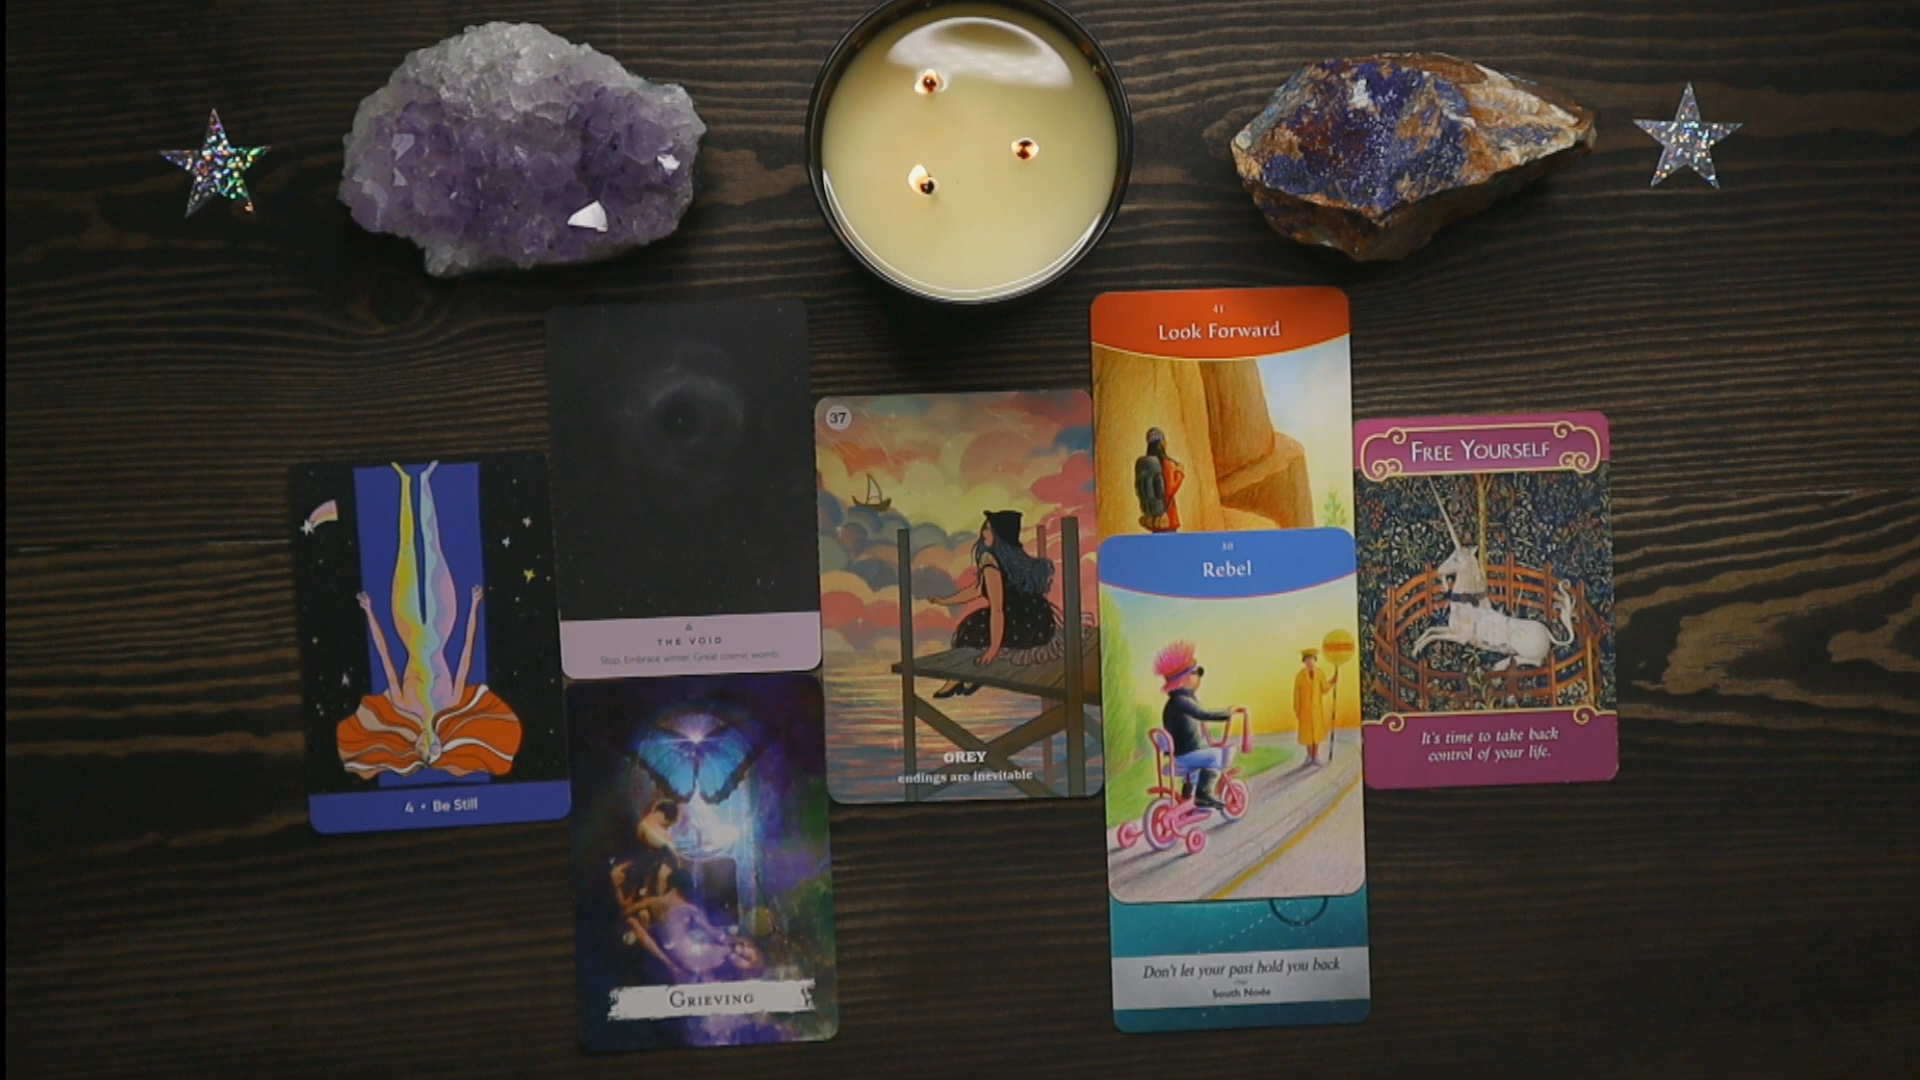 4 • Be Still
6
THE VOID
Stop. Embrace winter. Great cosmic womb.
GRIEVING
37
GREY
endings are inevitable
41
Look Forward
30
Rebel
Don't let your past hold you back
South Node
FREE YOURSELF
It's time to take back
control of your life.